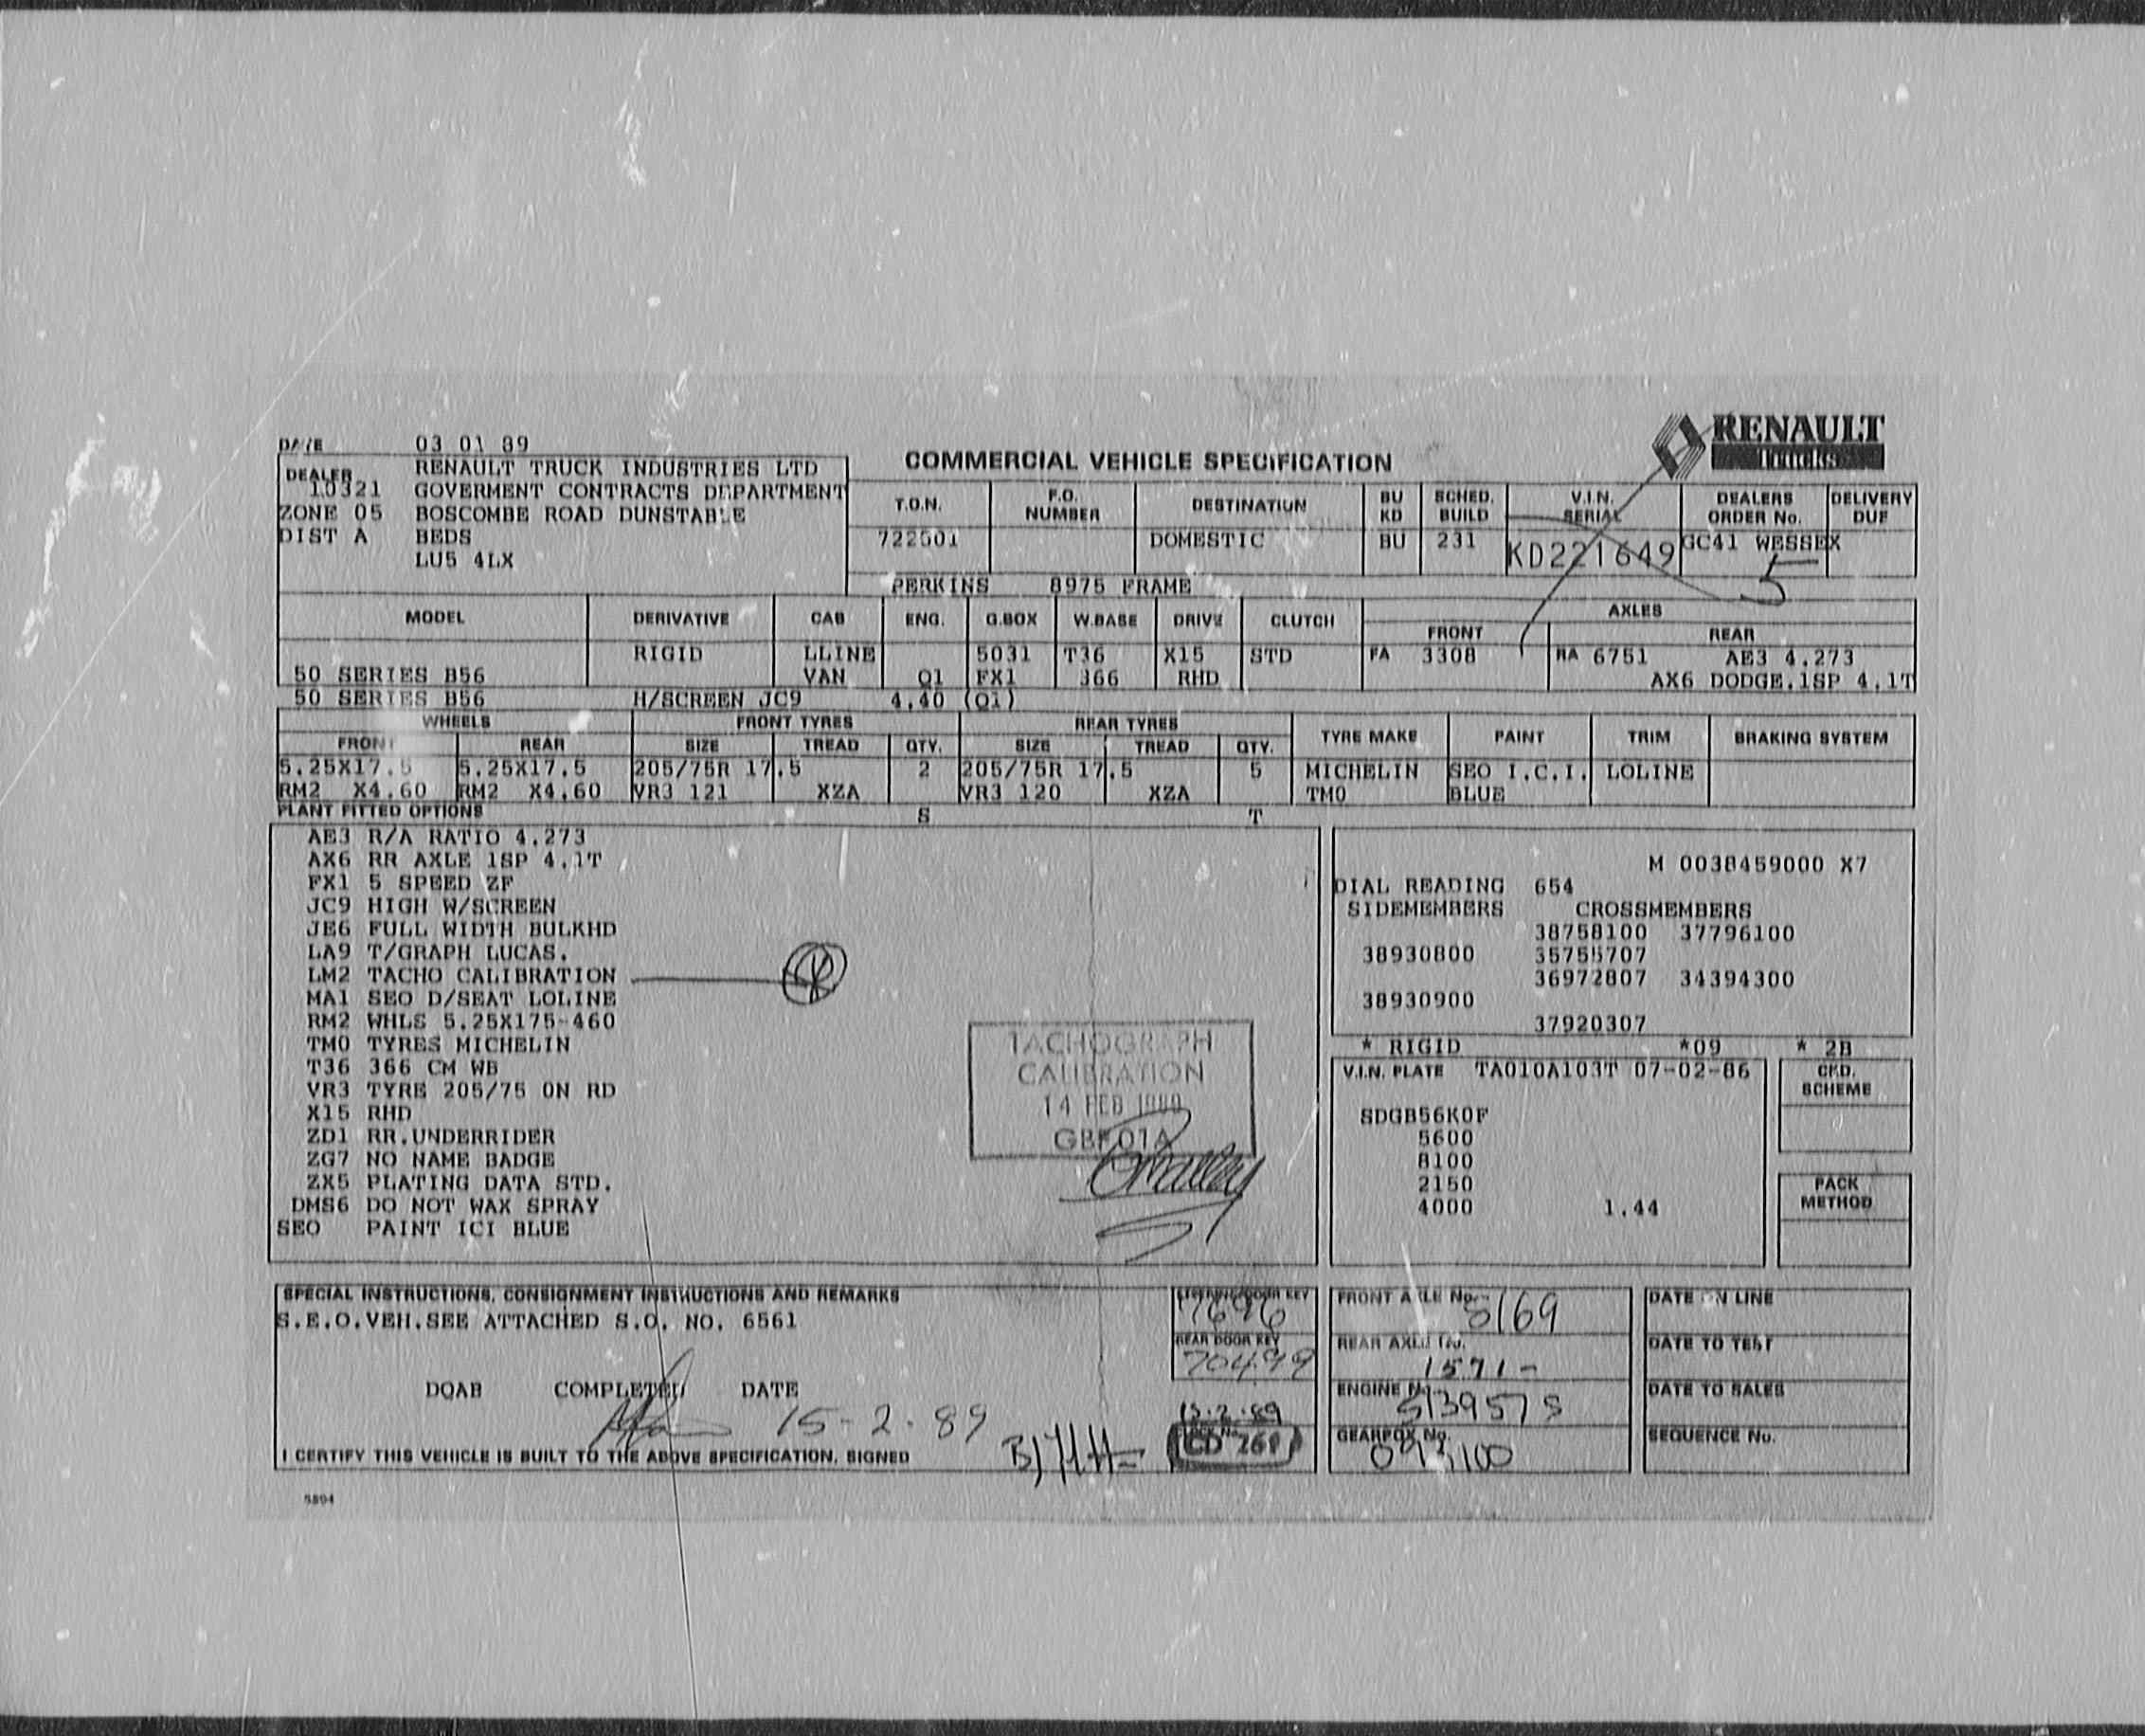 RENAULT
Trucks
DATE 03 01 89
DEALER RENAULT TRUCK INDUSTRIES LTD
10321 GOVERMENT CONTRACTS DEPARTMENT
ZONE 05 BOSCOMBE ROAD DUNSTABLE
DIST A BEDS
LU5 4LX
COMMERCIAL VEHICLE SPECIFICATION
T.O.N. F.O. NUMBER DESTINATION BU KD SCHED. BUILD V.I.N. SERIAL DEALERS ORDER No. DELIVERY DUE
722501 DOMESTIC BU 231 KD221649 GC41 WESSEX
5
PERKINS 8975 FRAME
MODEL DERIVATIVE CAB ENG. G.BOX W.BASE DRIVE CLUTCH AXLES
FRONT REAR
RIGID LLINE 5031 T36 X15 STD FA 3308 RA 6751 AE3 4.273
50 SERIES B56 VAN Q1 FX1 366 RHD AX6 DODGE.1SP 4.1T
50 SERIES B56 H/SCREEN JC9 4.40 (Q1)
WHEELS FRONT TYRES REAR TYRES TYRE MAKE PAINT TRIM BRAKING SYSTEM
FRONT REAR SIZE TREAD QTY. SIZE TREAD QTY.
5.25X17.5 5.25X17.5 205/75R 17.5 2 205/75R 17.5 5 MICHELIN SEO I.C.I. LOLINE
RM2 X4.60 RM2 X4.60 VR3 121 XZA VR3 120 XZA TM0 BLUE
PLANT FITTED OPTIONS S T
AE3 R/A RATIO 4.273
AX6 RR AXLE 1SP 4.1T
FX1 5 SPEED ZF
JC9 HIGH W/SCREEN
JE6 FULL WIDTH BULKHD
LA9 T/GRAPH LUCAS.
LM2 TACHO CALIBRATION
MA1 SEO D/SEAT LOLINE
RM2 WHLS 5.25X175-460
TM0 TYRES MICHELIN
T36 366 CM WB
VR3 TYRE 205/75 ON RD
X15 RHD
ZD1 RR.UNDERRIDER
ZG7 NO NAME BADGE
ZX5 PLATING DATA STD.
DMS6 DO NOT WAX SPRAY
SEO PAINT ICI BLUE
TACHOGRAPH
CALIBRATION
14 FEB 1989
GBF01A
M 0038459000 X7
DIAL READING 654
SIDEMEMBERS CROSSMEMBERS
38758100 37796100
38930800 35755707
36972807 34394300
38930900
37920307
* RIGID *09 * 2B
V.I.N. PLATE TA010A103T 07-02-86
SDGB56K0F
5600
8100
2150
4000 1.44
CKD. SCHEME
PACK METHOD
SPECIAL INSTRUCTIONS, CONSIGNMENT INSTRUCTIONS AND REMARKS
S.E.O.VEH.SEE ATTACHED S.O. NO. 6561
DQAB COMPLETED DATE
15-2-89
I CERTIFY THIS VEHICLE IS BUILT TO THE ABOVE SPECIFICATION, SIGNED
DOOR KEY
7696
REAR DOOR KEY
70499
15.2.89
CD 261
FRONT AXLE No. 8169
REAR AXLE No.
1571-
ENGINE No.
513957S
GEARBOX No.
DATE ON LINE
DATE TO TEST
DATE TO SALES
SEQUENCE No.
5894